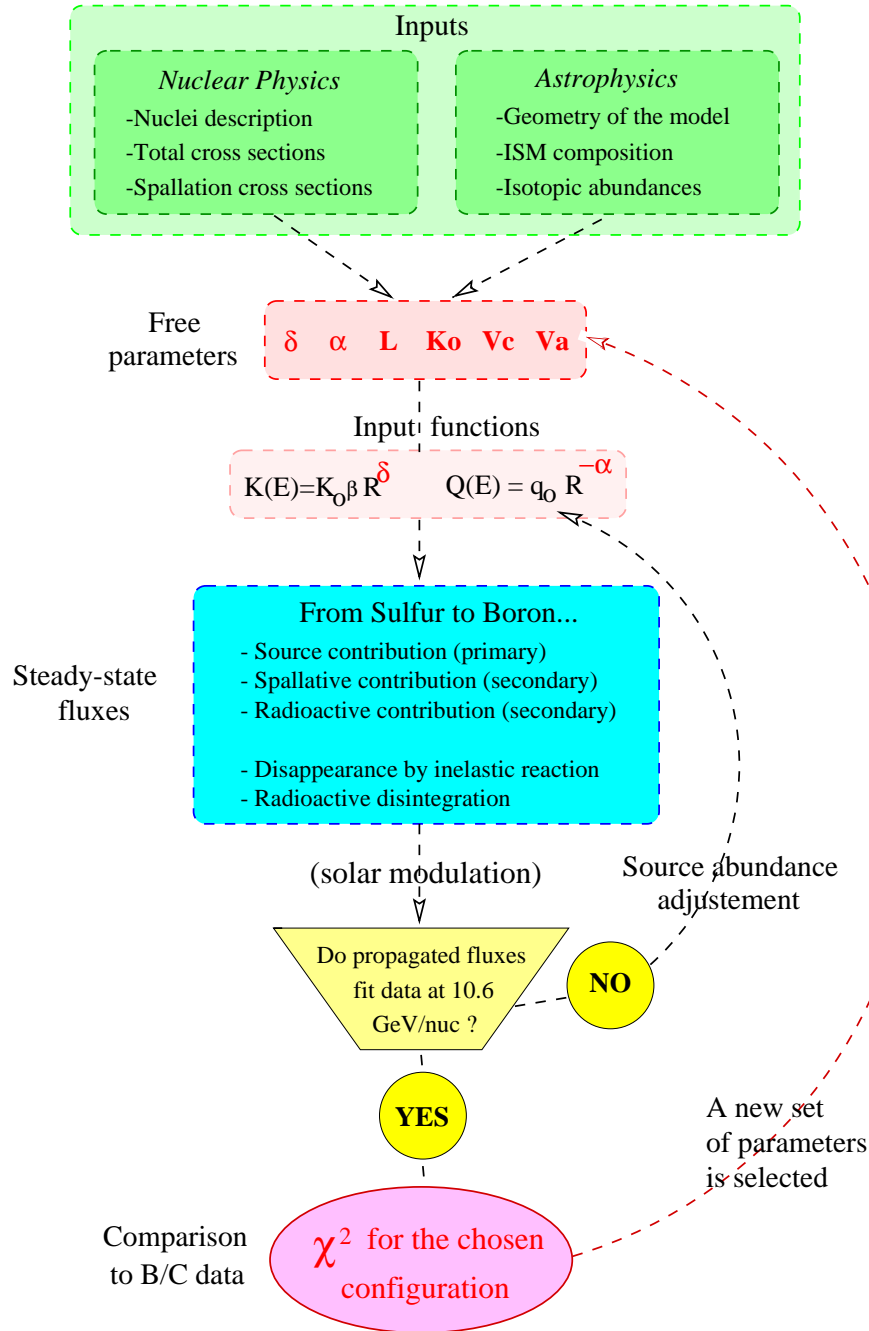 Inputs
Nuclear Physics
-Nuclei description
-Total cross sections
-Spallation cross sections
Astrophysics
-Geometry of the model
-ISM composition
-Isotopic abundances
Free
parameters
δ α L Ko Vc Va
Input functions
K(E)=K₀β R^δ
Q(E) = q₀ R^−α
From Sulfur to Boron...
- Source contribution (primary)
- Spallative contribution (secondary)
- Radioactive contribution (secondary)
- Disappearance by inelastic reaction
- Radioactive disintegration
Steady-state
fluxes
(solar modulation)
Source abundance
adjustement
Do propagated fluxes
fit data at 10.6
GeV/nuc ?
NO
YES
A new set
of parameters
is selected
Comparison
to B/C data
χ² for the chosen
configuration